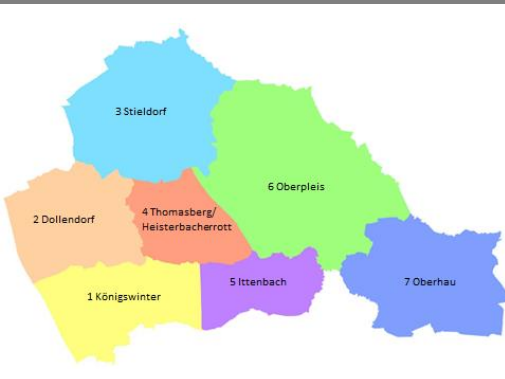 3 Stieldorf
6 Oberpleis
4 Thomasberg/
Heisterbacherrott
2 Dollendorf
5 Ittenbach
7 Oberhau
1 Königswinter